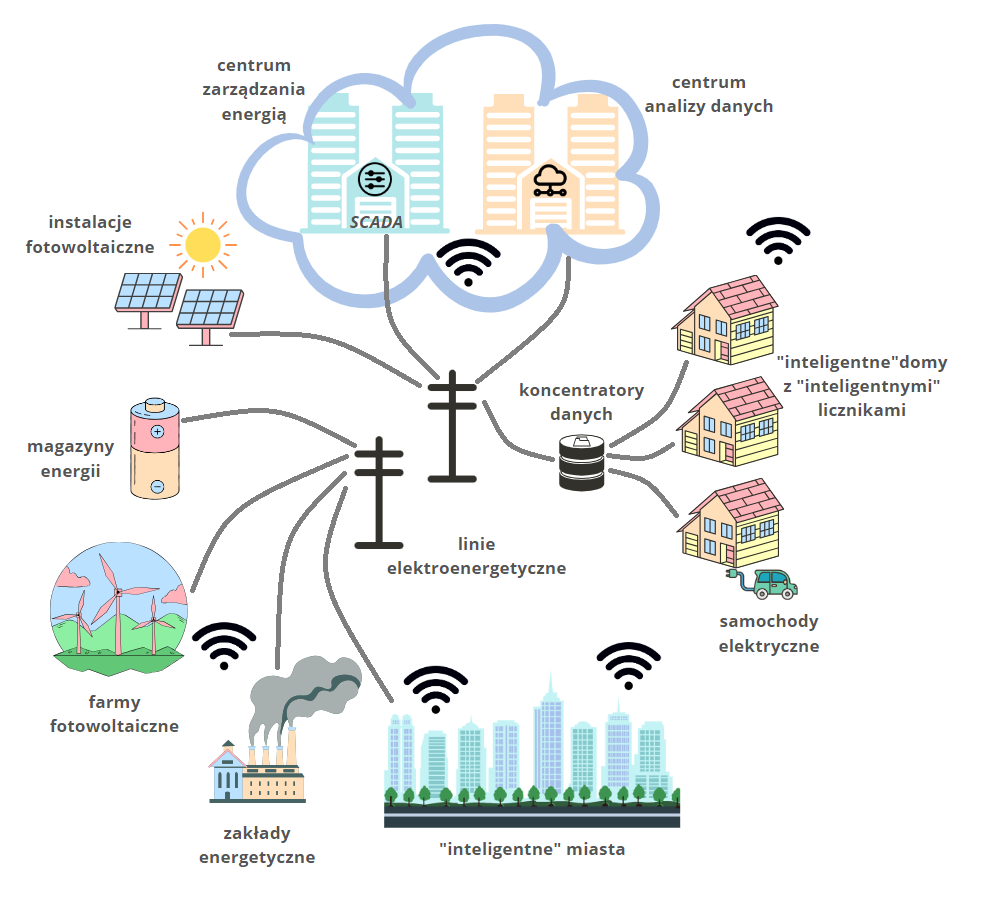 centrum
zarządzania
energią
centrum
analizy danych
SCADA
instalacje
fotowoltaiczne
"inteligentne"domy
z "inteligentnymi"
licznikami
koncentratory
danych
magazyny
energii
linie
elektroenergetyczne
samochody
elektryczne
farmy
fotowoltaiczne
zakłady
energetyczne
"inteligentne" miasta